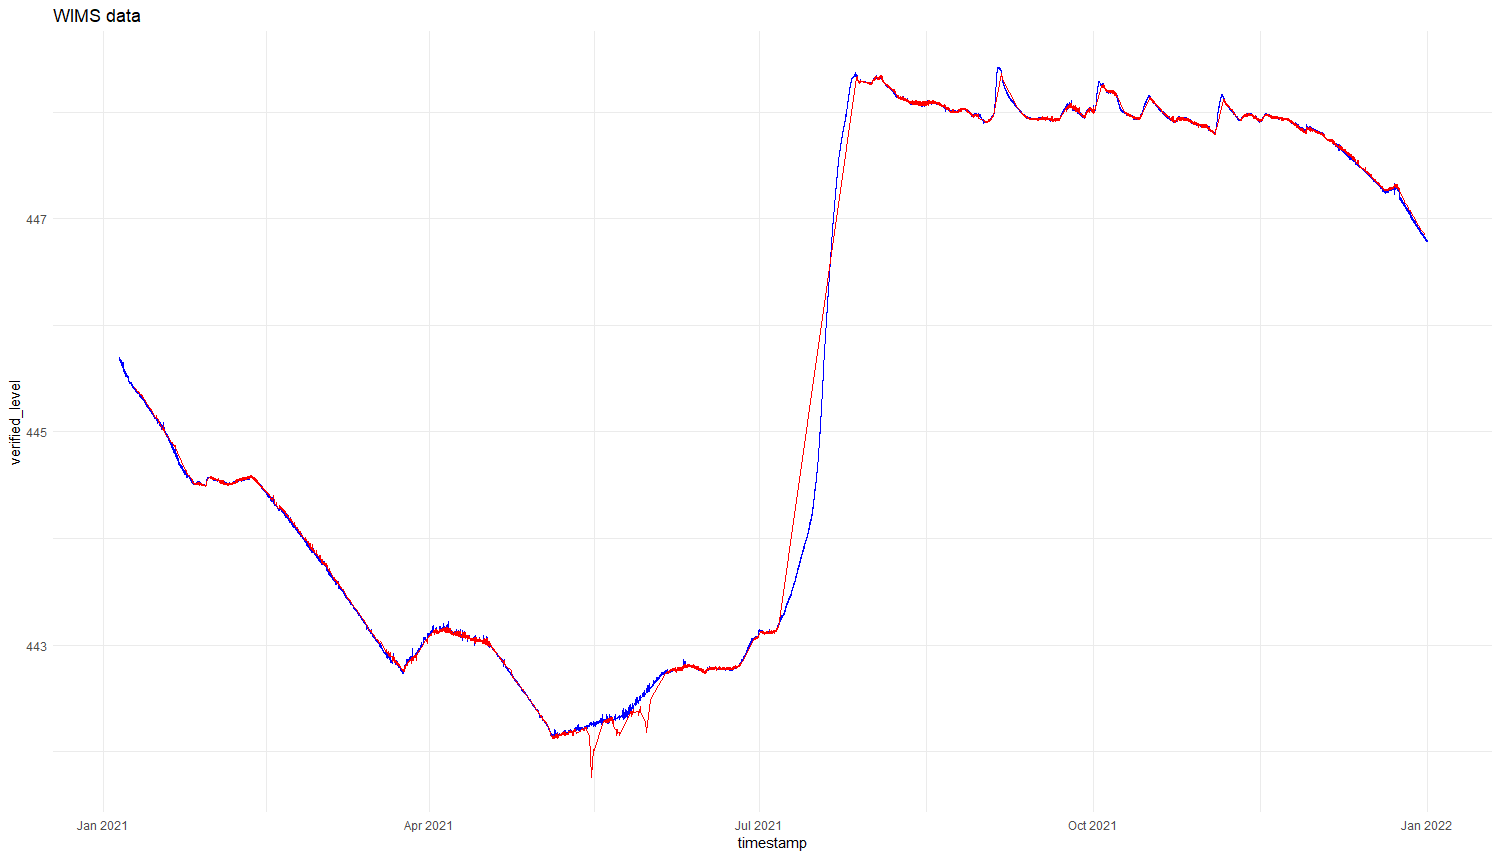 WIMS data
447
445
443
verified_level
Jan 2021
Apr 2021
Jul 2021
Oct 2021
Jan 2022
timestamp